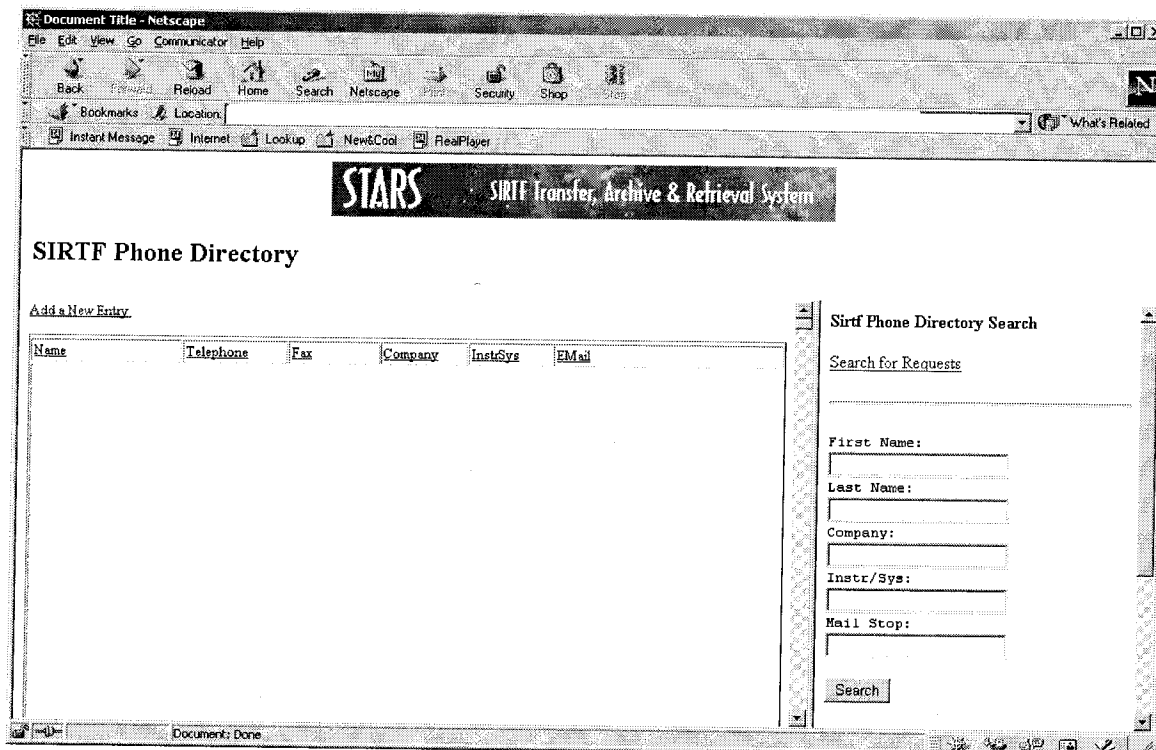 Document Title - Netscape
File Edit View Go Communicator Help
Back Forward Reload Home Search Netscape Print Security Shop Stop
Bookmarks Location:
What's Related
Instant Message Internet Lookup New&Cool RealPlayer
STARS SIRTF Transfer, Archive & Retrieval System
SIRTF Phone Directory
Add a New Entry
Name Telephone Fax Company InstrSys EMail
Sirtf Phone Directory Search
Search for Requests
First Name:
Last Name:
Company:
Instr/Sys:
Mail Stop:
Search
Document: Done